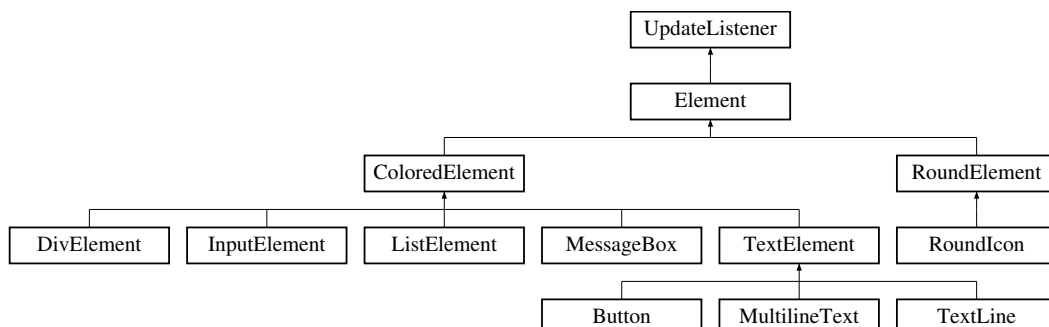 UpdateListener
Element
ColoredElement RoundElement
DivElement InputElement ListElement MessageBox TextElement RoundIcon
Button MultilineText TextLine